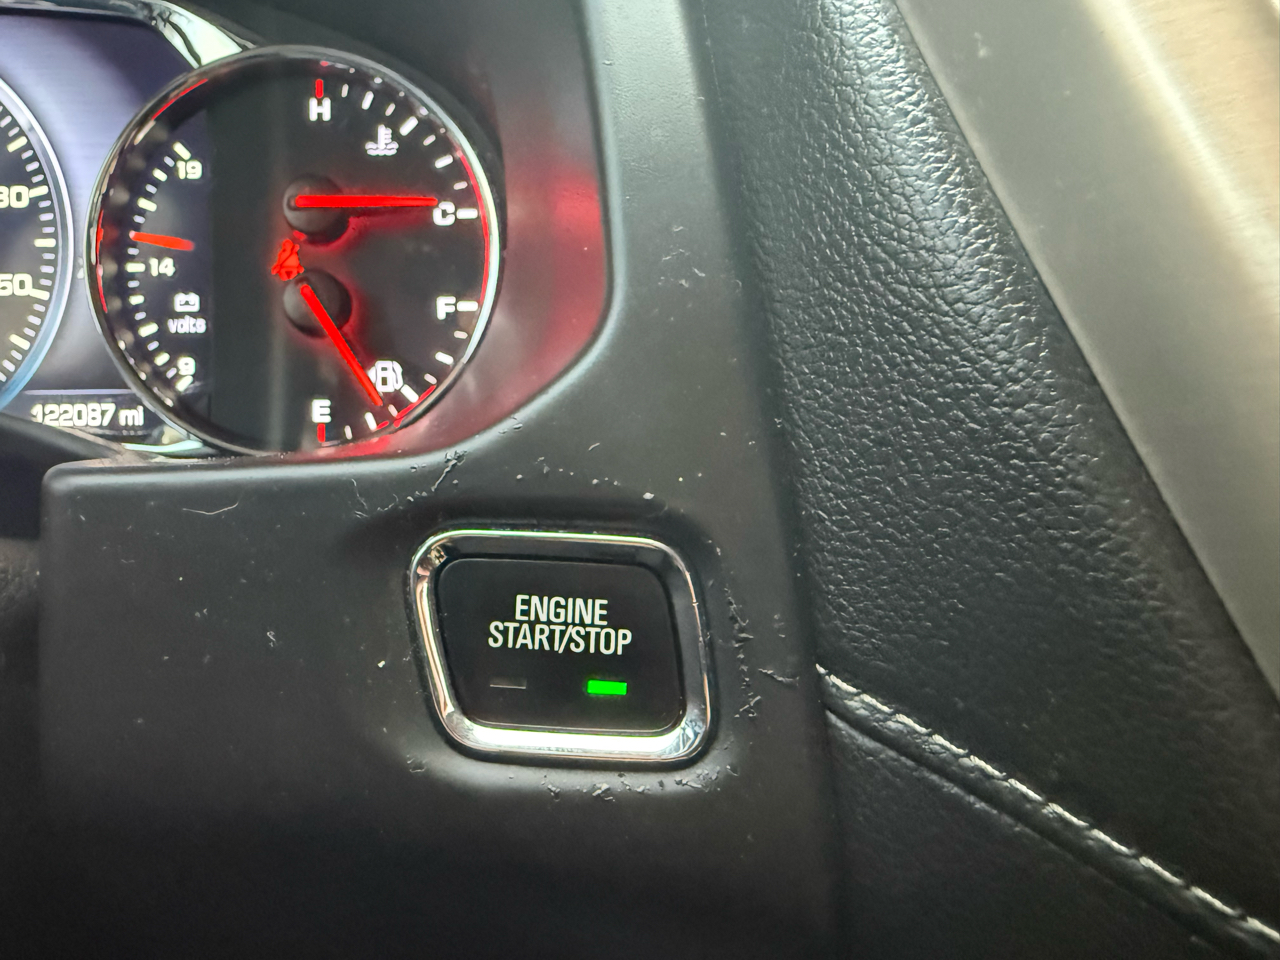 H
19
C
14
F
volts
9
E
122087 mi
ENGINE
START/STOP